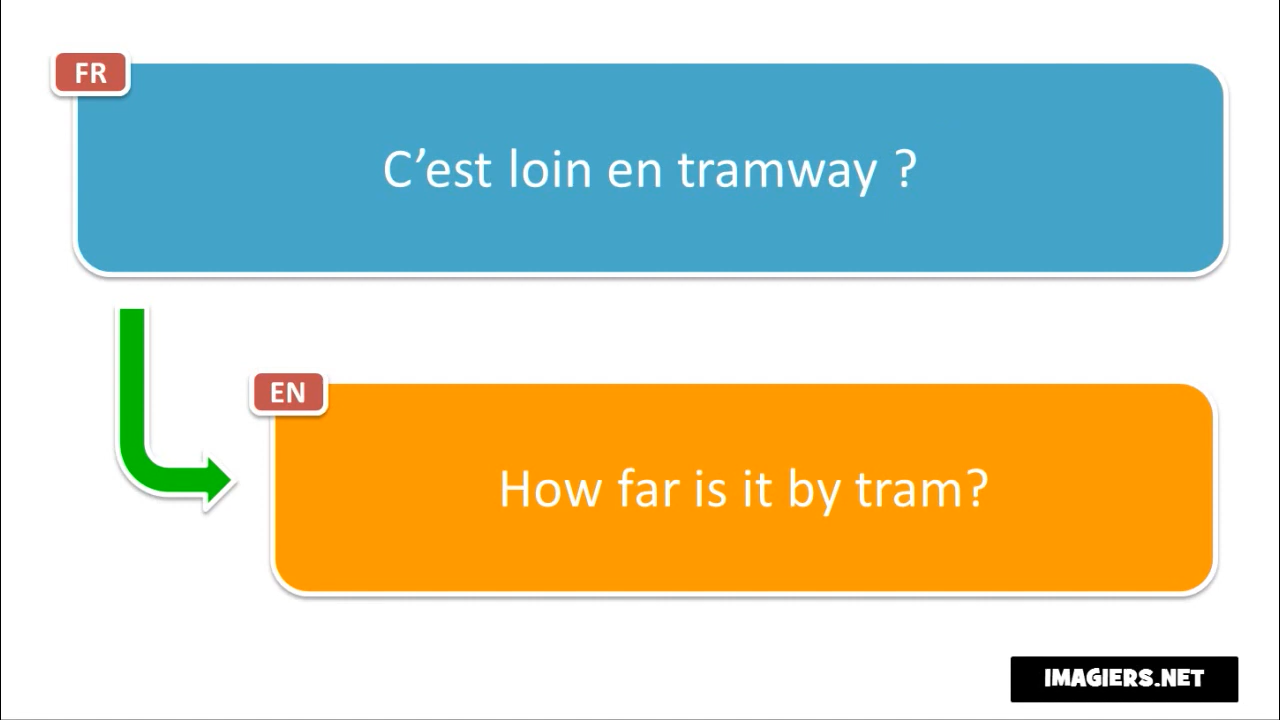 FR
C’est loin en tramway ?
EN
How far is it by tram?
IMAGIERS.NET